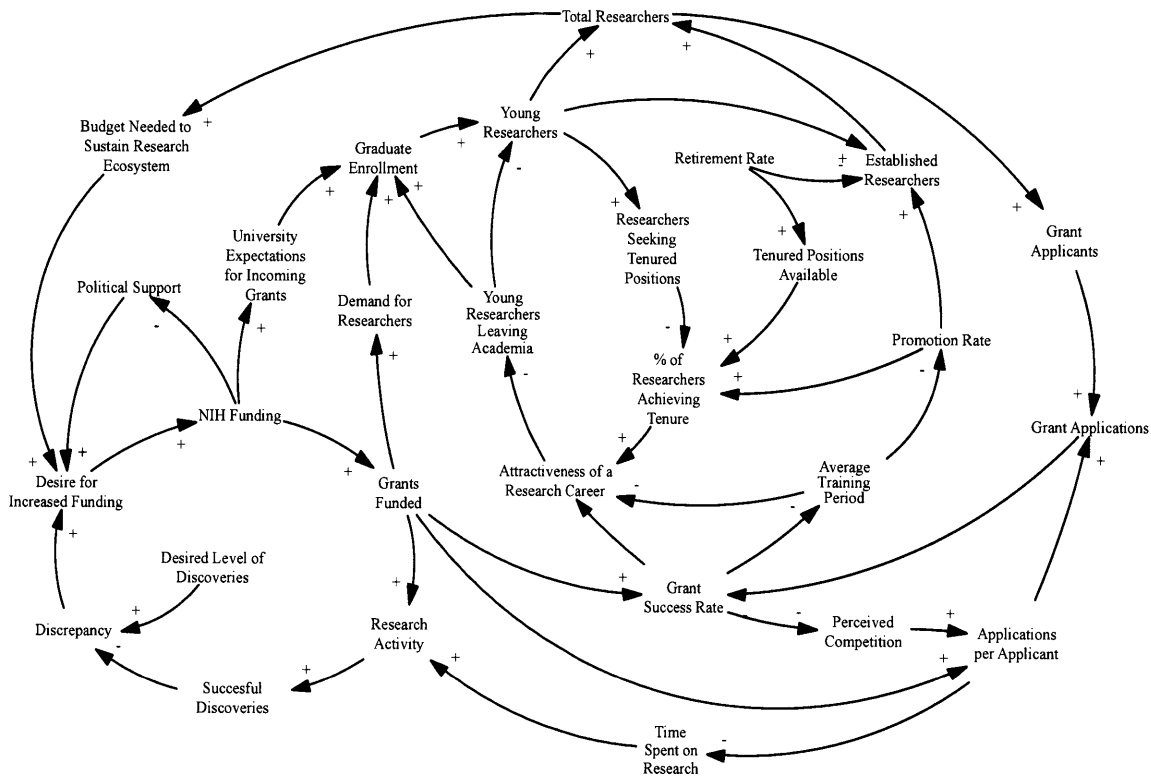 Total Researchers
Budget Needed to
Sustain Research
Ecosystem
Young
Researchers
Graduate
Enrollment
Retirement Rate
Established
Researchers
University
Expectations
for Incoming
Grants
Researchers
Seeking
Tenured
Positions
Grant
Applicants
Tenured Positions
Available
Political Support
Demand for
Researchers
Young
Researchers
Leaving
Academia
% of
Researchers
Achieving
Tenure
Promotion Rate
NIH Funding
Grant Applications
Desire for
Increased Funding
Grants
Funded
Attractiveness of a
Research Career
Average
Training
Period
Desired Level of
Discoveries
Discrepancy
Research
Activity
Grant
Success Rate
Perceived
Competition
Applications
per Applicant
Succesful
Discoveries
Time
Spent on
Research